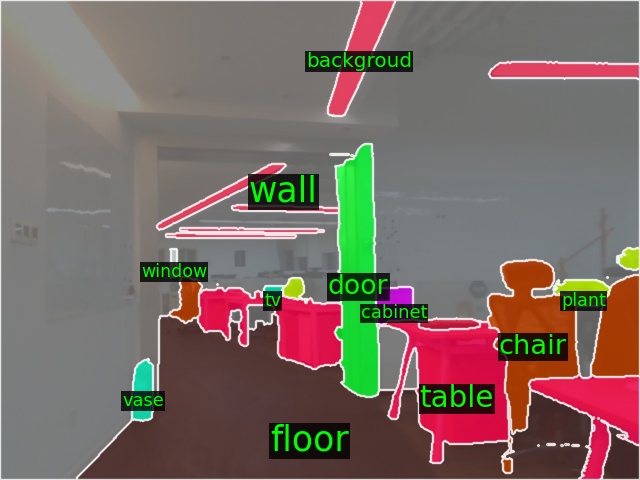 backgroud
wall
window
tv
door
cabinet
plant
chair
vase
table
floor